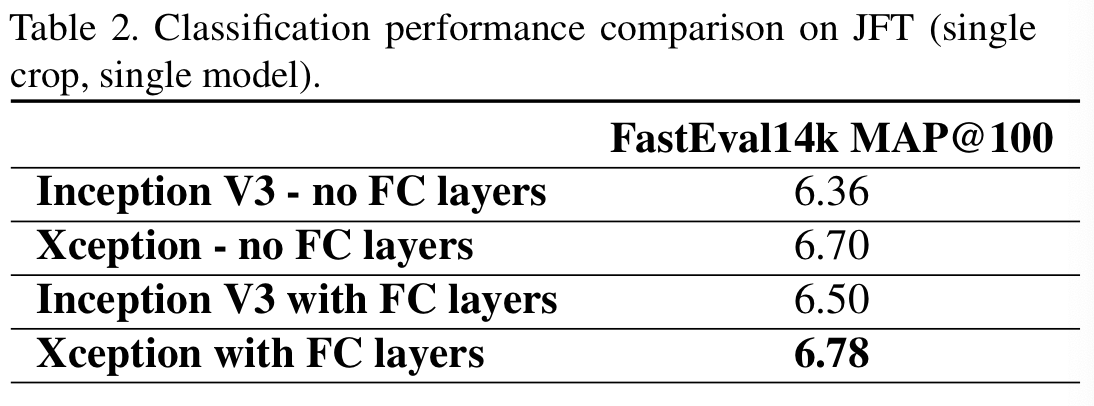 Table 2. Classification performance comparison on JFT (single
crop, single model).
FastEval14k MAP@100
Inception V3 - no FC layers 6.36
Xception - no FC layers 6.70
Inception V3 with FC layers 6.50
Xception with FC layers 6.78